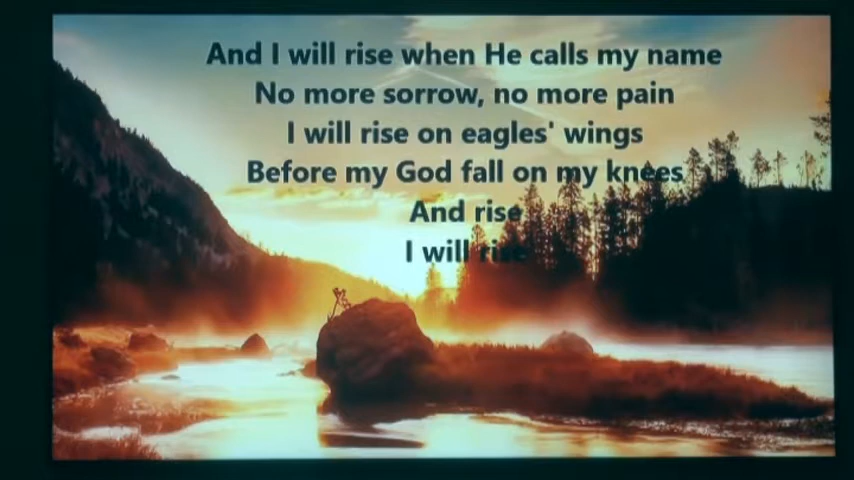 And I will rise when He calls my name
No more sorrow, no more pain
I will rise on eagles' wings
Before my God fall on my knees
And rise
I will rise